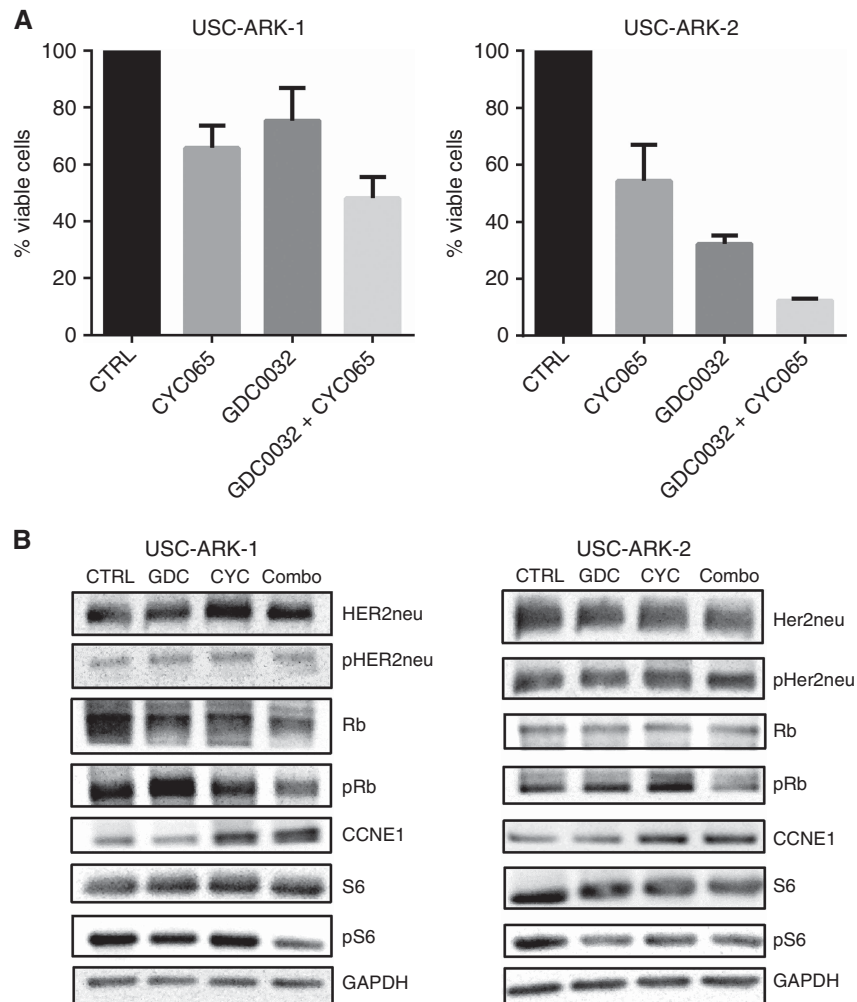 A
USC-ARK-1
USC-ARK-2
% viable cells
100
80
60
40
20
0
CTRL
CYC065
GDC0032
GDC0032 + CYC065
% viable cells
100
80
60
40
20
0
CTRL
CYC065
GDC0032
GDC0032 + CYC065
B
USC-ARK-1
CTRL GDC CYC Combo
HER2neu
pHER2neu
Rb
pRb
CCNE1
S6
pS6
GAPDH
USC-ARK-2
CTRL GDC CYC Combo
Her2neu
pHer2neu
Rb
pRb
CCNE1
S6
pS6
GAPDH